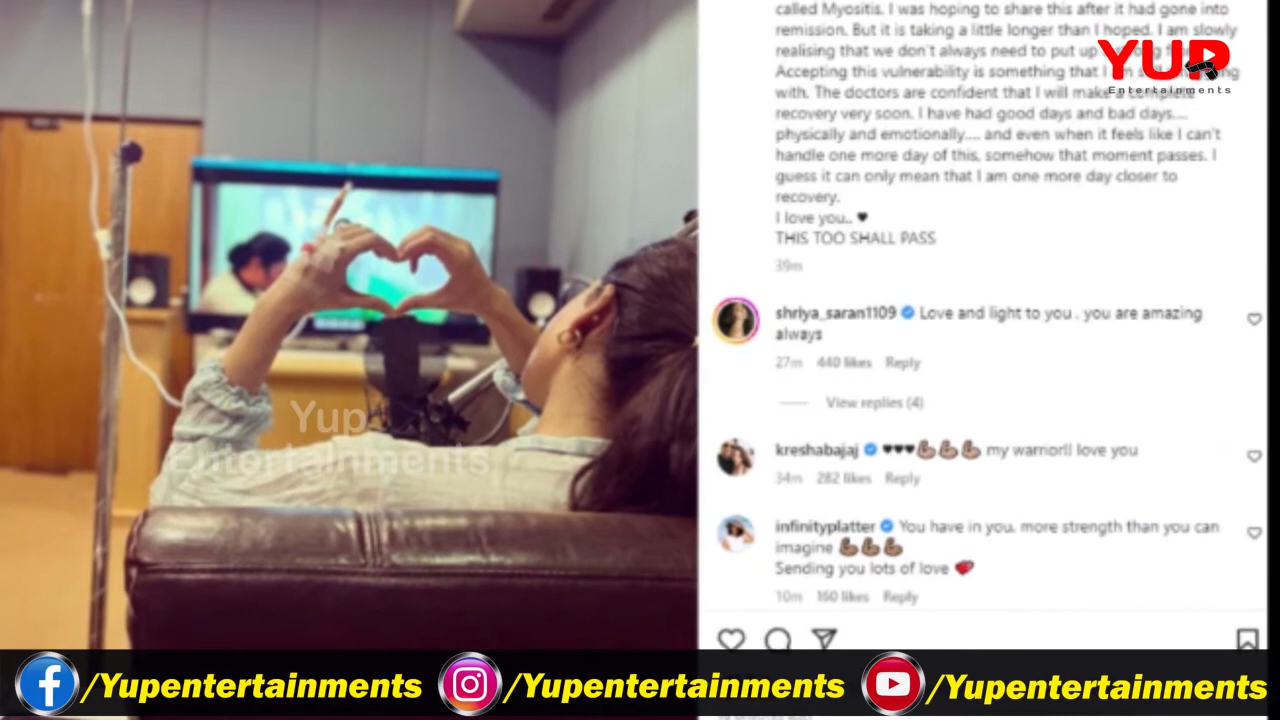 called Myositis. I was hoping to share this after it had gone into
remission. But it is taking a little longer than I hoped. I am slowly
realising that we don't always need to put up
Accepting this vulnerability is something that I
with. The doctors are confident that I will make a complete
recovery very soon. I have had good days and bad days....
physically and emotionally.... and even when it feels like I can't
handle one more day of this, somehow that moment passes. I
guess it can only mean that I am one more day closer to
recovery.
I love you.. ♥
THIS TOO SHALL PASS
39m
YUP
Entertainments
shriya_saran1109 Love and light to you . you are amazing
always
27m 440 likes Reply
View replies (4)
kreshabajaj ♥♥♥💪🏽💪🏽💪🏽 my warrior!! love you
34m 282 likes Reply
infinityplatter You have in you, more strength than you can
imagine 💪🏽💪🏽💪🏽
Sending you lots of love 💓
10m 160 likes Reply
Yup
Entertainments
/Yupentertainments /Yupentertainments /Yupentertainments